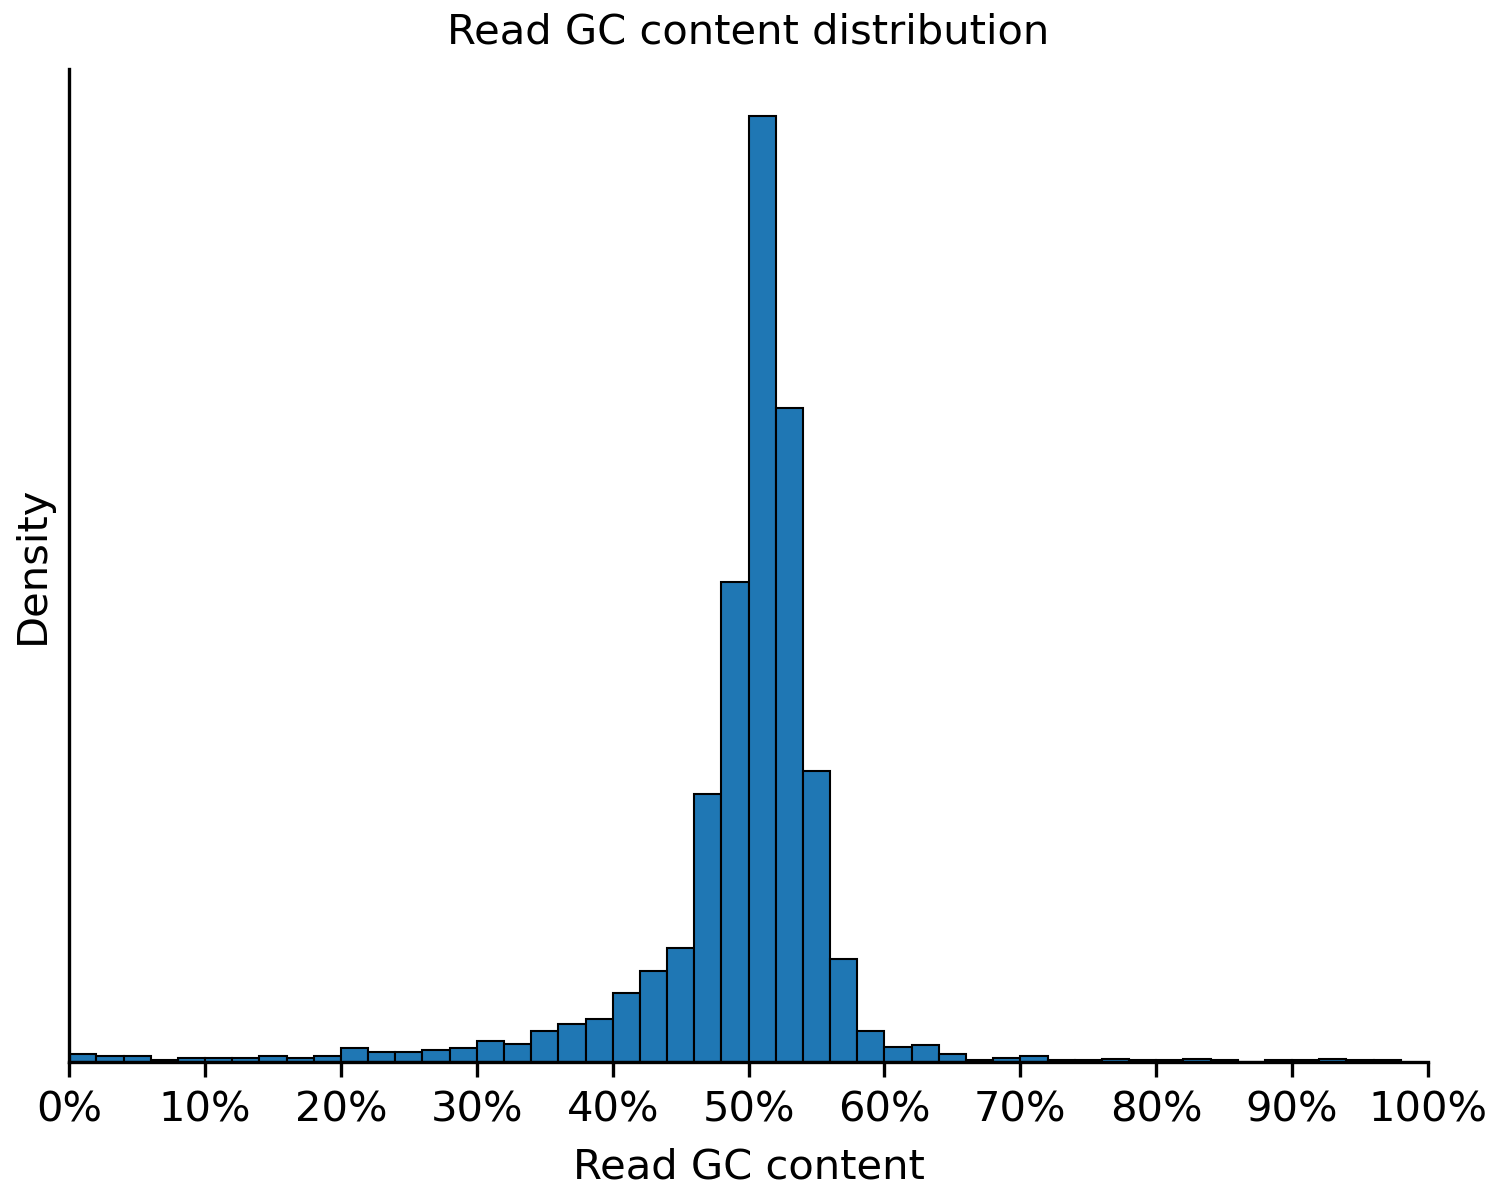 Read GC content distribution
Density
0% 10% 20% 30% 40% 50% 60% 70% 80% 90% 100%
Read GC content